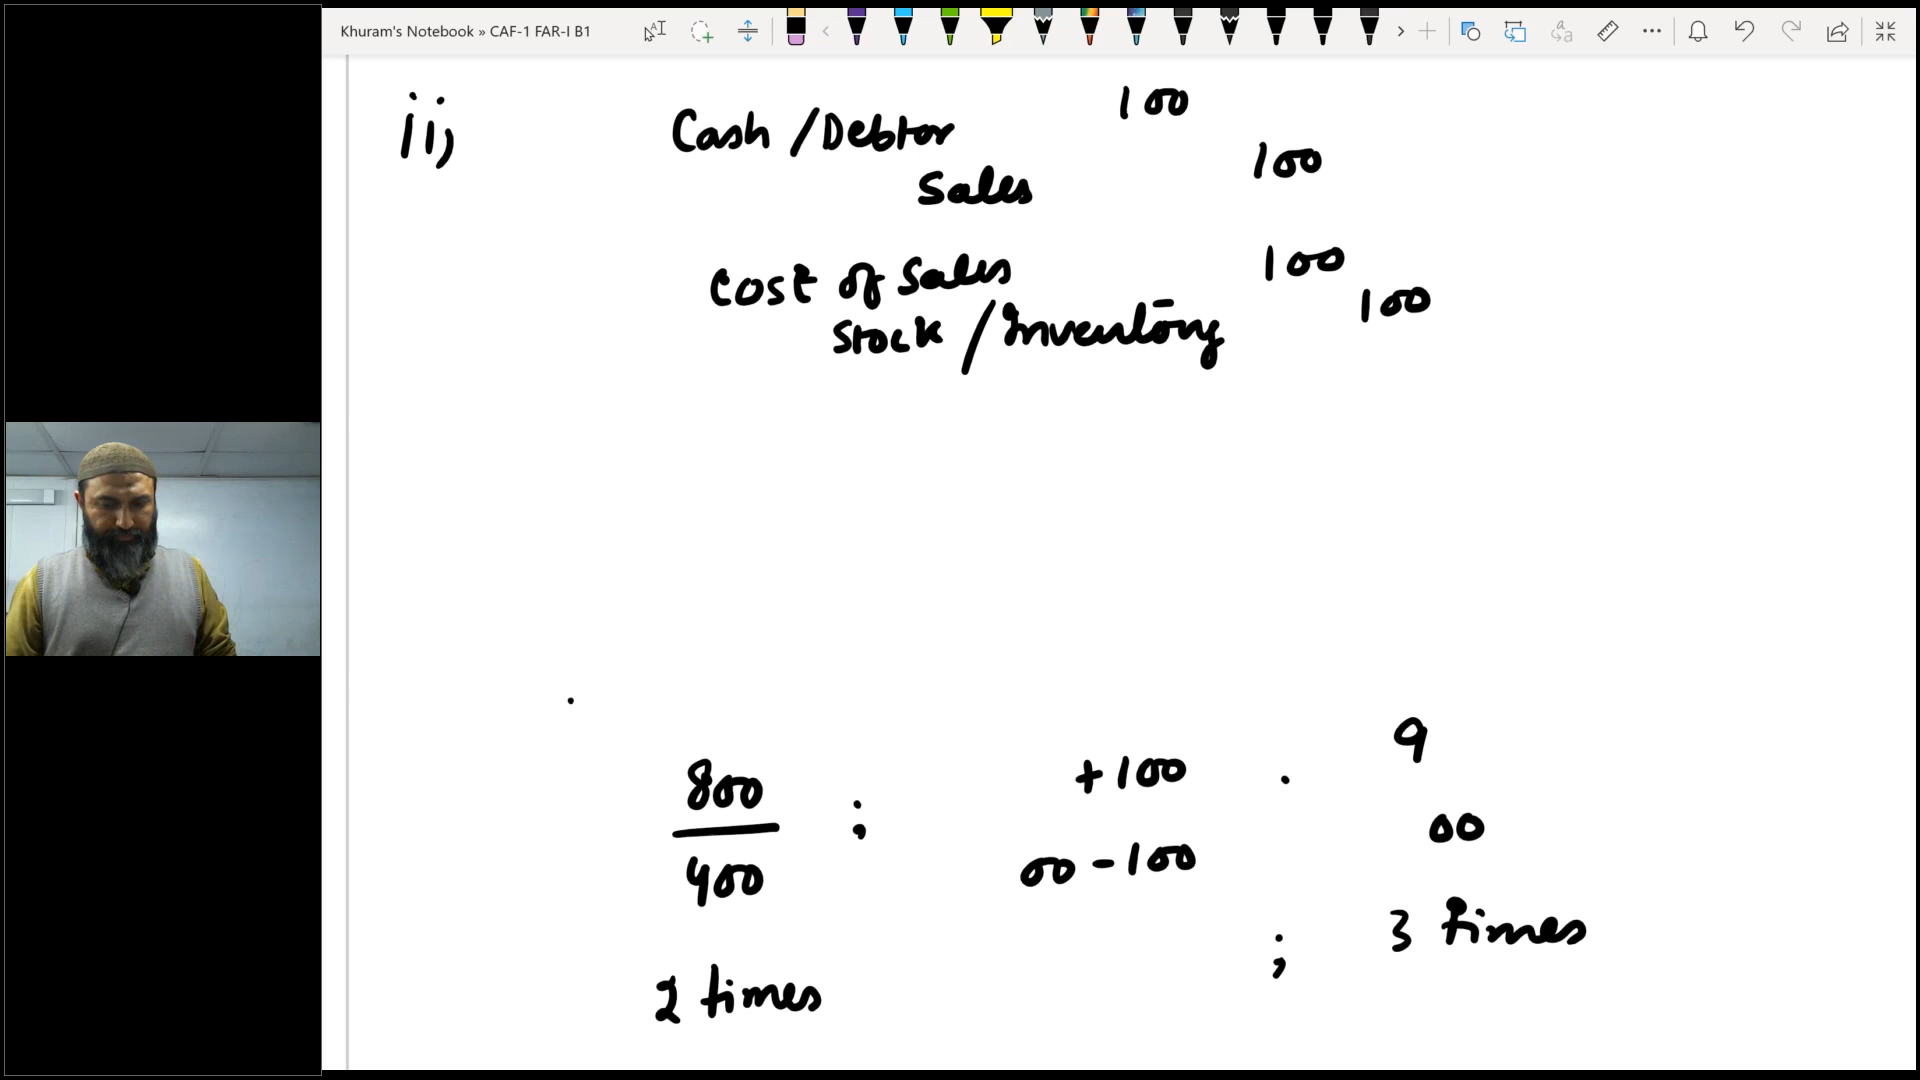 Khuram's Notebook » CAF-1 FAR-I B1
ii,
Cash / Debtor 100
Sales 100
Cost of Sales 100
Stock / Inventory 100
9
800 ; +100 .
400 00 - 100 00
; 3 times
2 times